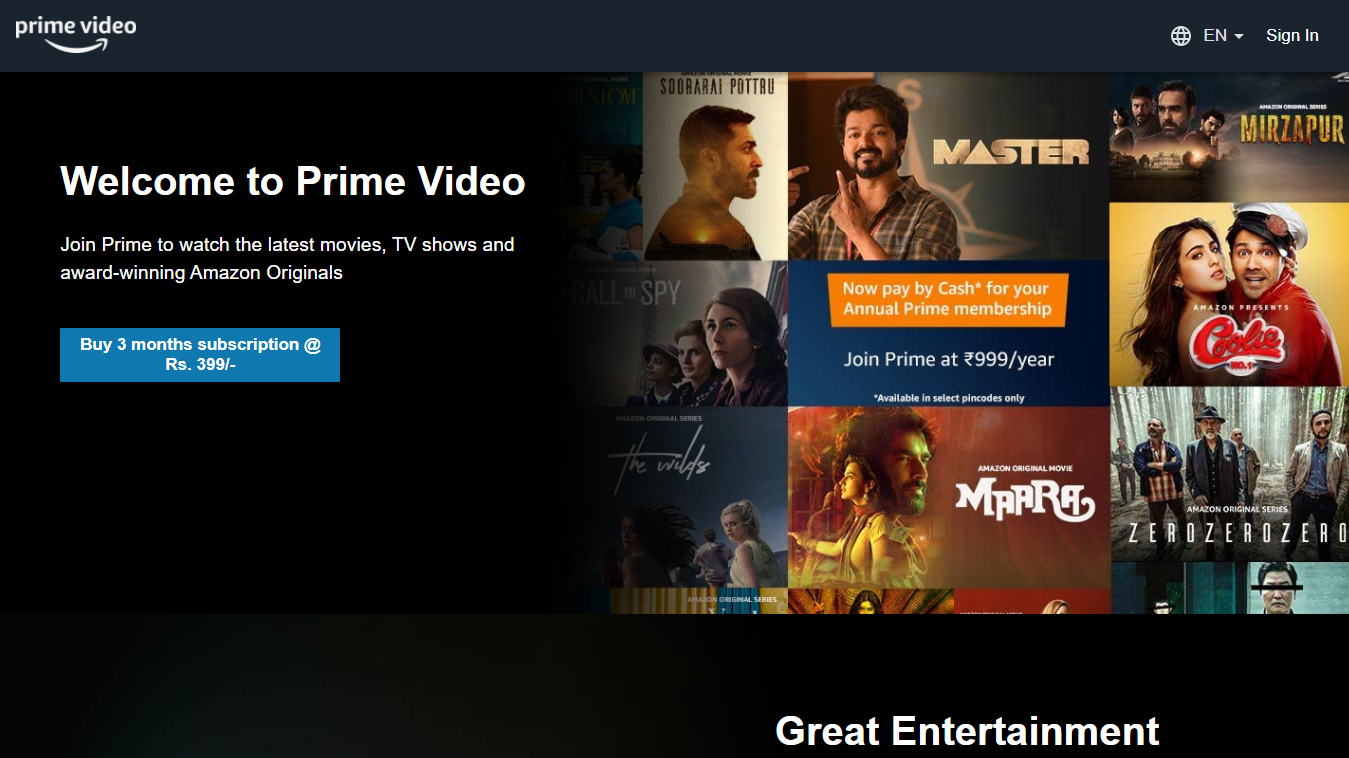 prime video
EN
Sign In
Welcome to Prime Video
Join Prime to watch the latest movies, TV shows and
award-winning Amazon Originals
Buy 3 months subscription @
Rs. 399/-
AMAZON ORIGINAL MOVIE
SOORARAI POTTRU
MASTER
AMAZON ORIGINAL SERIES
MIRZAPUR
CALL TO SPY
Now pay by Cash* for your
Annual Prime membership
Join Prime at ₹999/year
*Available in select pincodes only
AMAZON PRESENTS
Coolie
NO.1
AMAZON ORIGINAL SERIES
the wilds
AMAZON ORIGINAL MOVIE
MAARA
AMAZON ORIGINAL SERIES
ZEROZEROZERO
AMAZON ORIGINAL SERIES
Great Entertainment